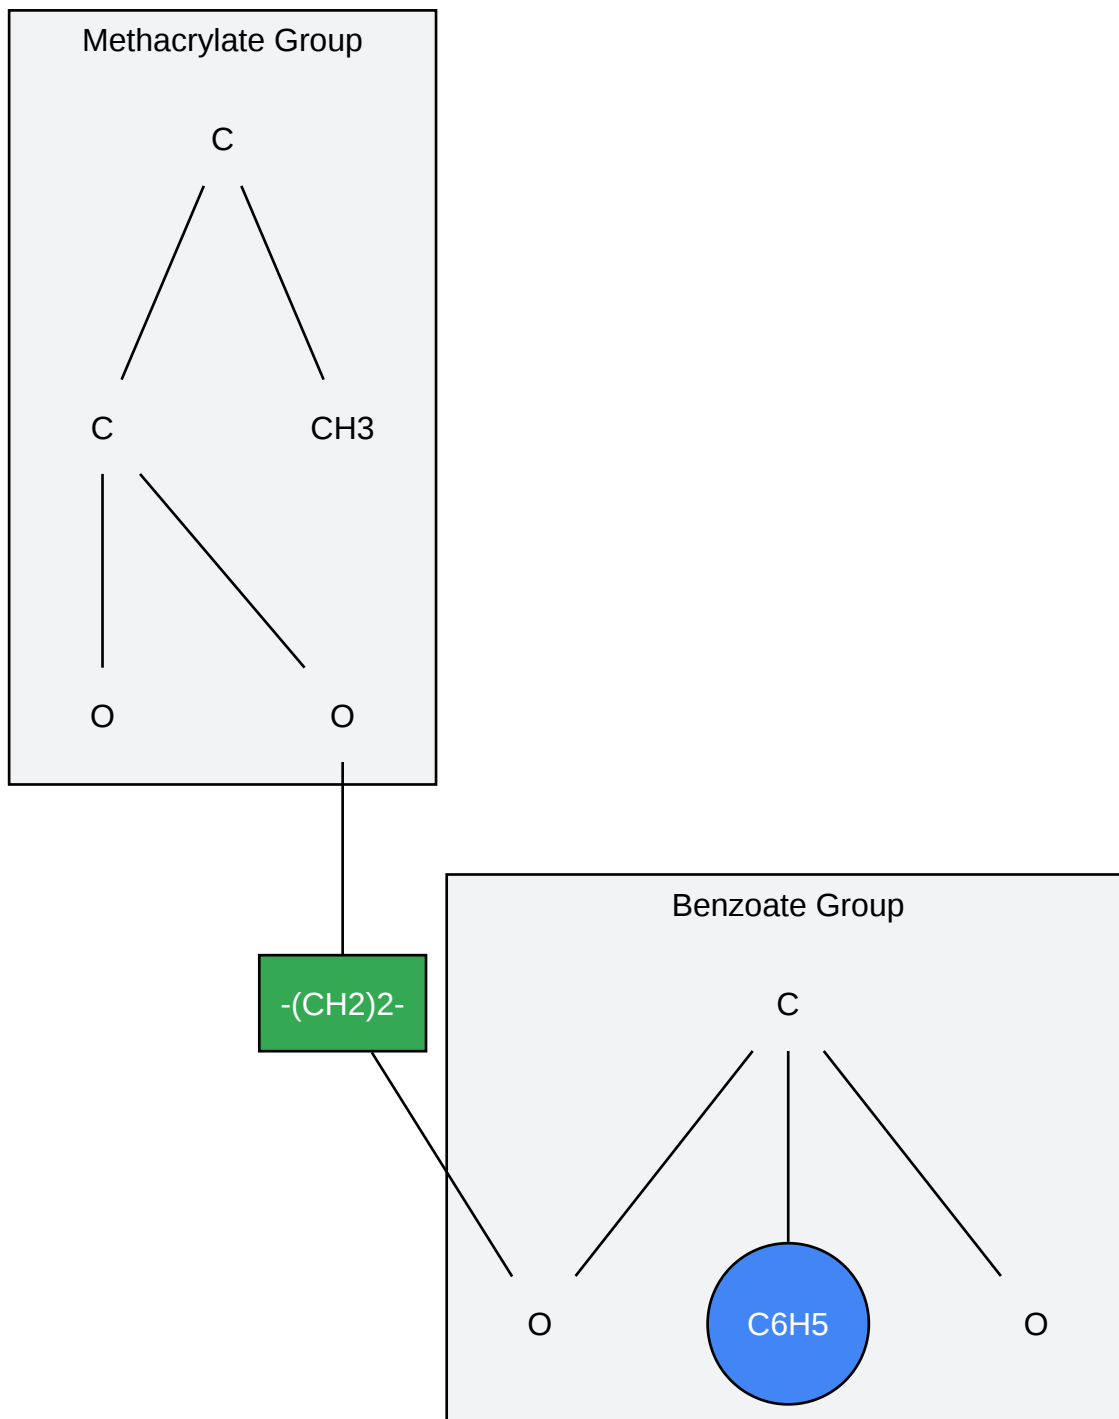 Methacrylate Group
C
C
CH3
O
O
-(CH2)2-
Benzoate Group
C
O
C6H5
O